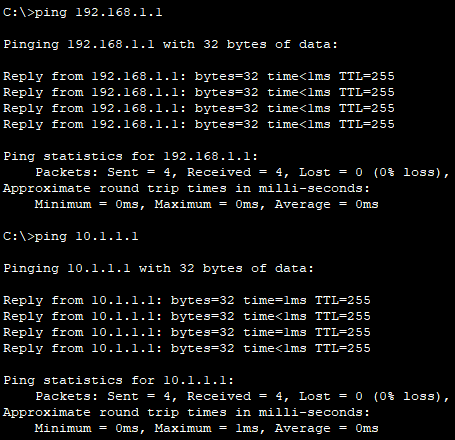 C:\>ping 192.168.1.1
Pinging 192.168.1.1 with 32 bytes of data:
Reply from 192.168.1.1: bytes=32 time<1ms TTL=255
Reply from 192.168.1.1: bytes=32 time<1ms TTL=255
Reply from 192.168.1.1: bytes=32 time<1ms TTL=255
Reply from 192.168.1.1: bytes=32 time<1ms TTL=255
Ping statistics for 192.168.1.1:
    Packets: Sent = 4, Received = 4, Lost = 0 (0% loss),
Approximate round trip times in milli-seconds:
    Minimum = 0ms, Maximum = 0ms, Average = 0ms
C:\>ping 10.1.1.1
Pinging 10.1.1.1 with 32 bytes of data:
Reply from 10.1.1.1: bytes=32 time=1ms TTL=255
Reply from 10.1.1.1: bytes=32 time<1ms TTL=255
Reply from 10.1.1.1: bytes=32 time=1ms TTL=255
Reply from 10.1.1.1: bytes=32 time<1ms TTL=255
Ping statistics for 10.1.1.1:
    Packets: Sent = 4, Received = 4, Lost = 0 (0% loss),
Approximate round trip times in milli-seconds:
    Minimum = 0ms, Maximum = 1ms, Average = 0ms